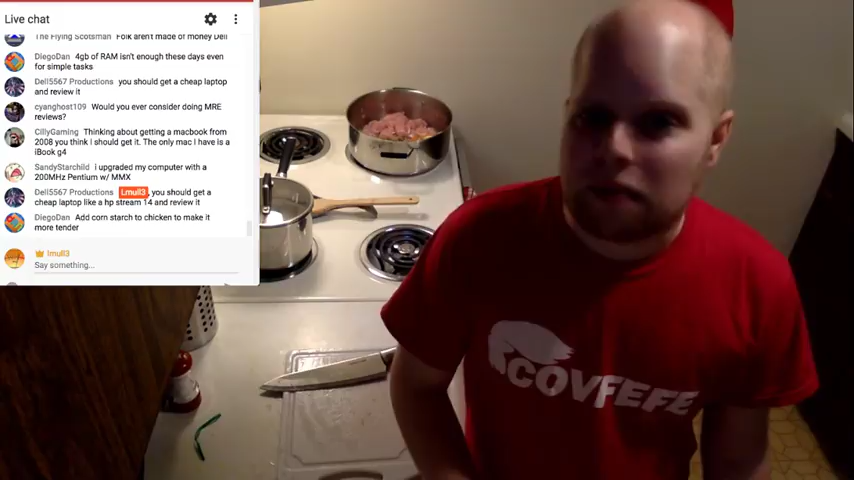 Live chat
The Flying Scotsman Folk aren't made of money Dell
DiegoDan 4gb of RAM isn't enough these days even
for simple tasks
Dell5567 Productions you should get a cheap laptop
and review it
cyanghost109 Would you ever consider doing MRE
reviews?
CillyGaming Thinking about getting a macbook from
2008 you think I should get it. The only mac I have is a
iBook g4
SandyStarchild i upgraded my computer with a
200MHz Pentium w/ MMX
Dell5567 Productions Lmull3 you should get a
cheap laptop like a hp stream 14 and review it
DiegoDan Add corn starch to chicken to make it
more tender
lmull3
Say something...
COVFEFE